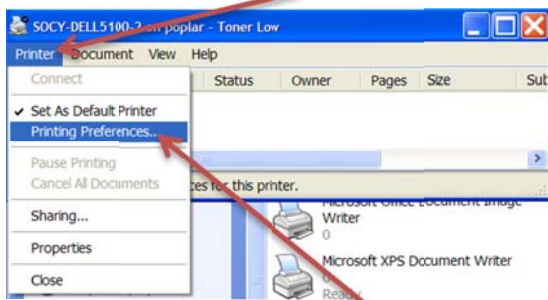 SOCY-DELL5100-2 on poplar - Toner Low
Printer Document View Help
Connect Status Owner Pages Size Sub
Set As Default Printer
Printing Preferences...
Pause Printing
Cancel All Documents
ces for this printer.
Sharing...
Microsoft Office Document Image
Writer
0
Properties
Microsoft XPS Document Writer
0
Close
Ready